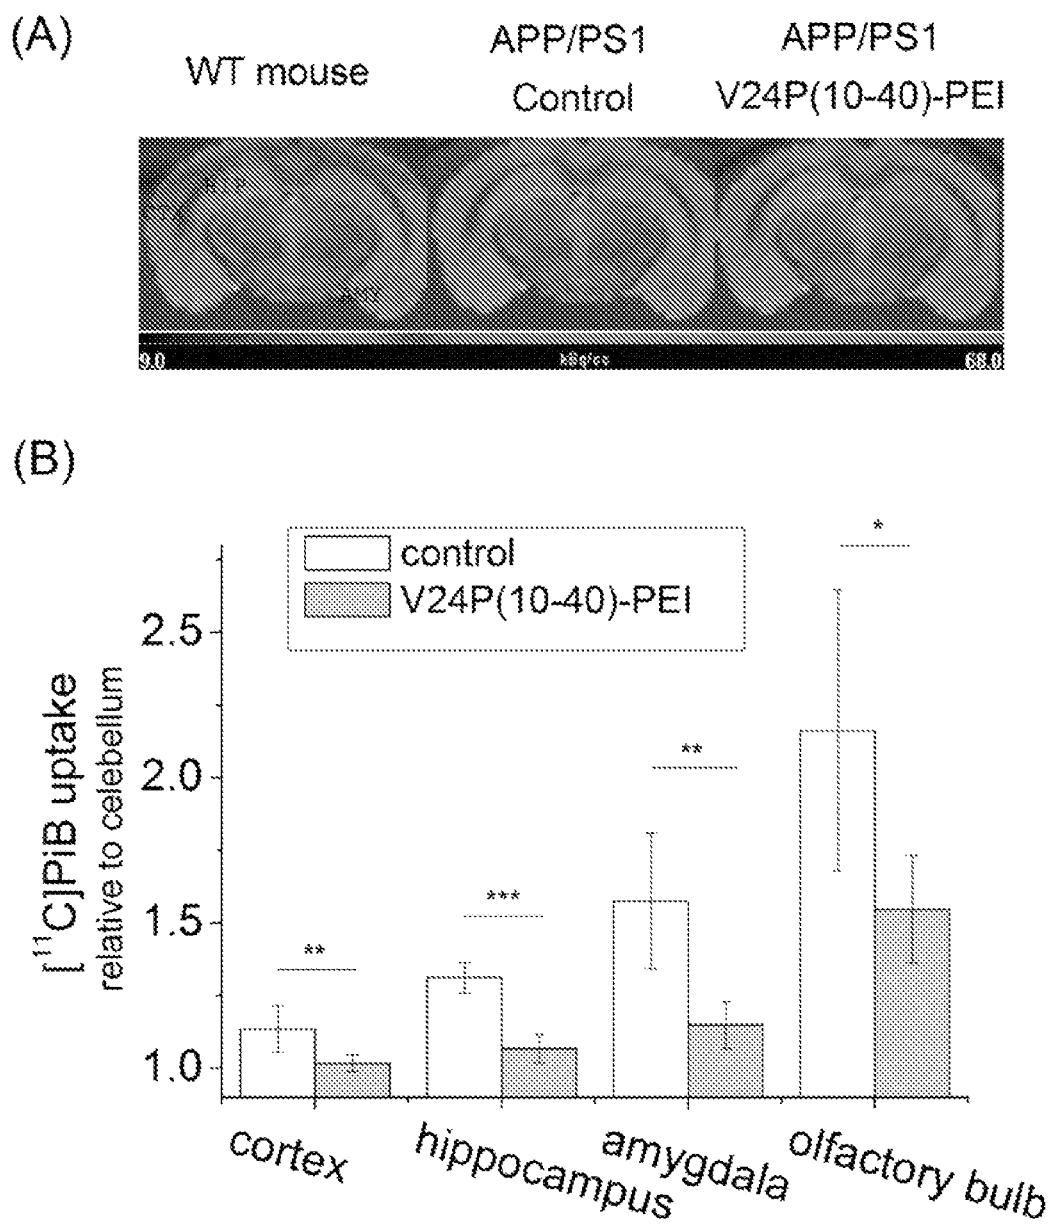 (A)
WT mouse
APP/PS1
Control
APP/PS1
V24P(10-40)-PEI
9.0
kBq/cc
68.0
(B)
control
V24P(10-40)-PEI
[¹¹C]PiB uptake
relative to celebellum
2.5
2.0
1.5
1.0
**
***
**
*
cortex
hippocampus
amygdala
olfactory bulb